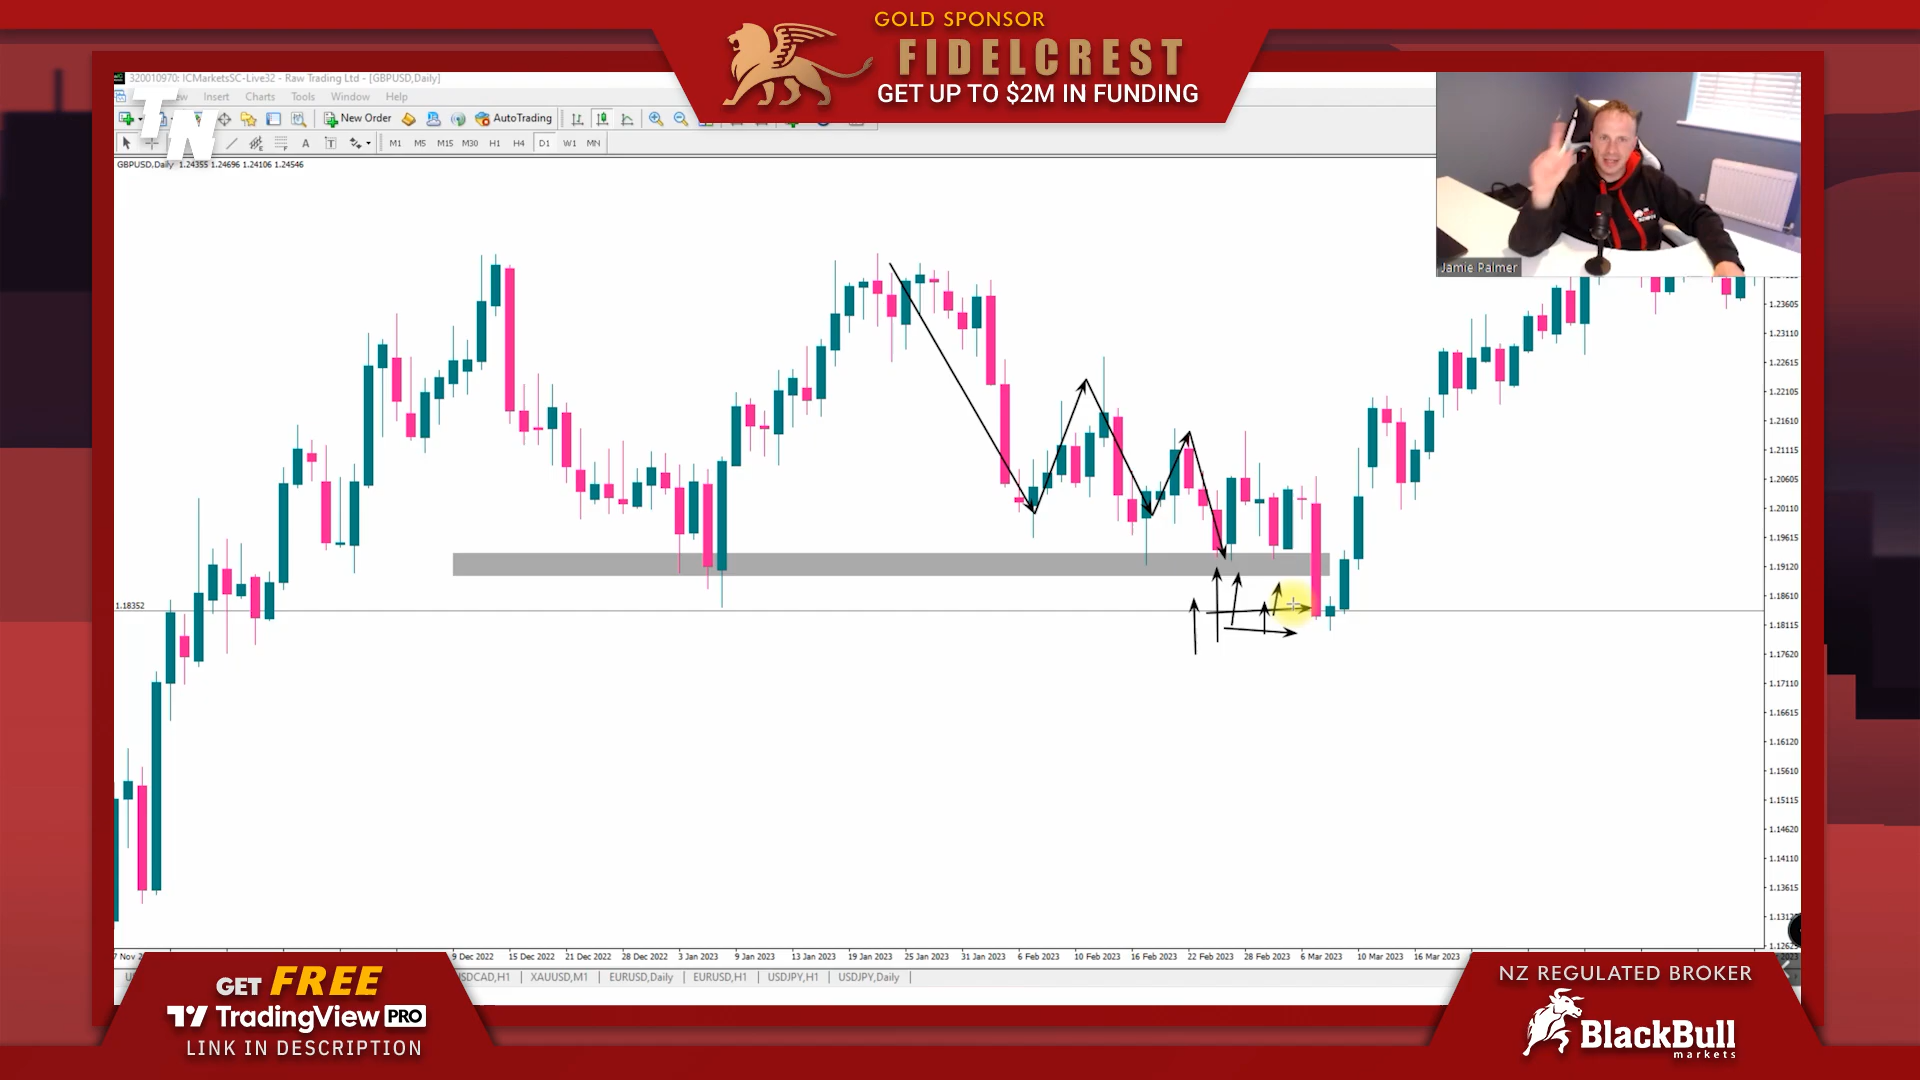 GOLD SPONSOR
FIDELCREST
GET UP TO $2M IN FUNDING
320010970: ICMarketsSC-Live32 - Raw Trading Ltd - [GBPUSD,Daily]
Insert Charts Tools Window Help
TN
New Order AutoTrading
A T M1 M5 M15 M30 H1 H4 D1 W1 MN
GBPUSD,Daily 1.24355 1.24696 1.24106 1.24546
Jamie Palmer
1.23605
1.23110
1.22615
1.22105
1.21610
1.21115
1.20605
1.20110
1.19615
1.19120
1.18610
1.18352
1.18115
1.17620
1.17110
1.16615
1.16120
1.15610
1.15115
1.14620
1.14110
1.13615
9 Dec 2022 15 Dec 2022 21 Dec 2022 28 Dec 2022 3 Jan 2023 9 Jan 2023 13 Jan 2023 19 Jan 2023 25 Jan 2023 31 Jan 2023 6 Feb 2023 10 Feb 2023 16 Feb 2023 22 Feb 2023 28 Feb 2023 6 Mar 2023 10 Mar 2023 16 Mar 2023
XAUUSD,M1 EURUSD,Daily EURUSD,H1 USDJPY,H1 USDJPY,Daily
GET FREE
TradingView PRO
LINK IN DESCRIPTION
NZ REGULATED BROKER
BlackBull
markets